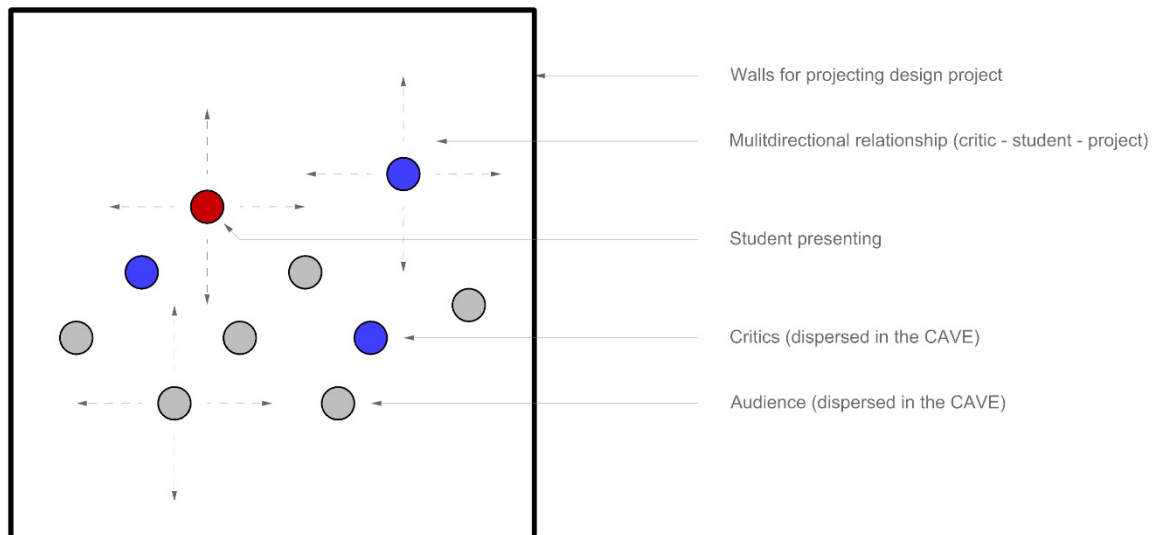 Walls for projecting design project
Mulitdirectional relationship (critic - student - project)
Student presenting
Critics (dispersed in the CAVE)
Audience (dispersed in the CAVE)